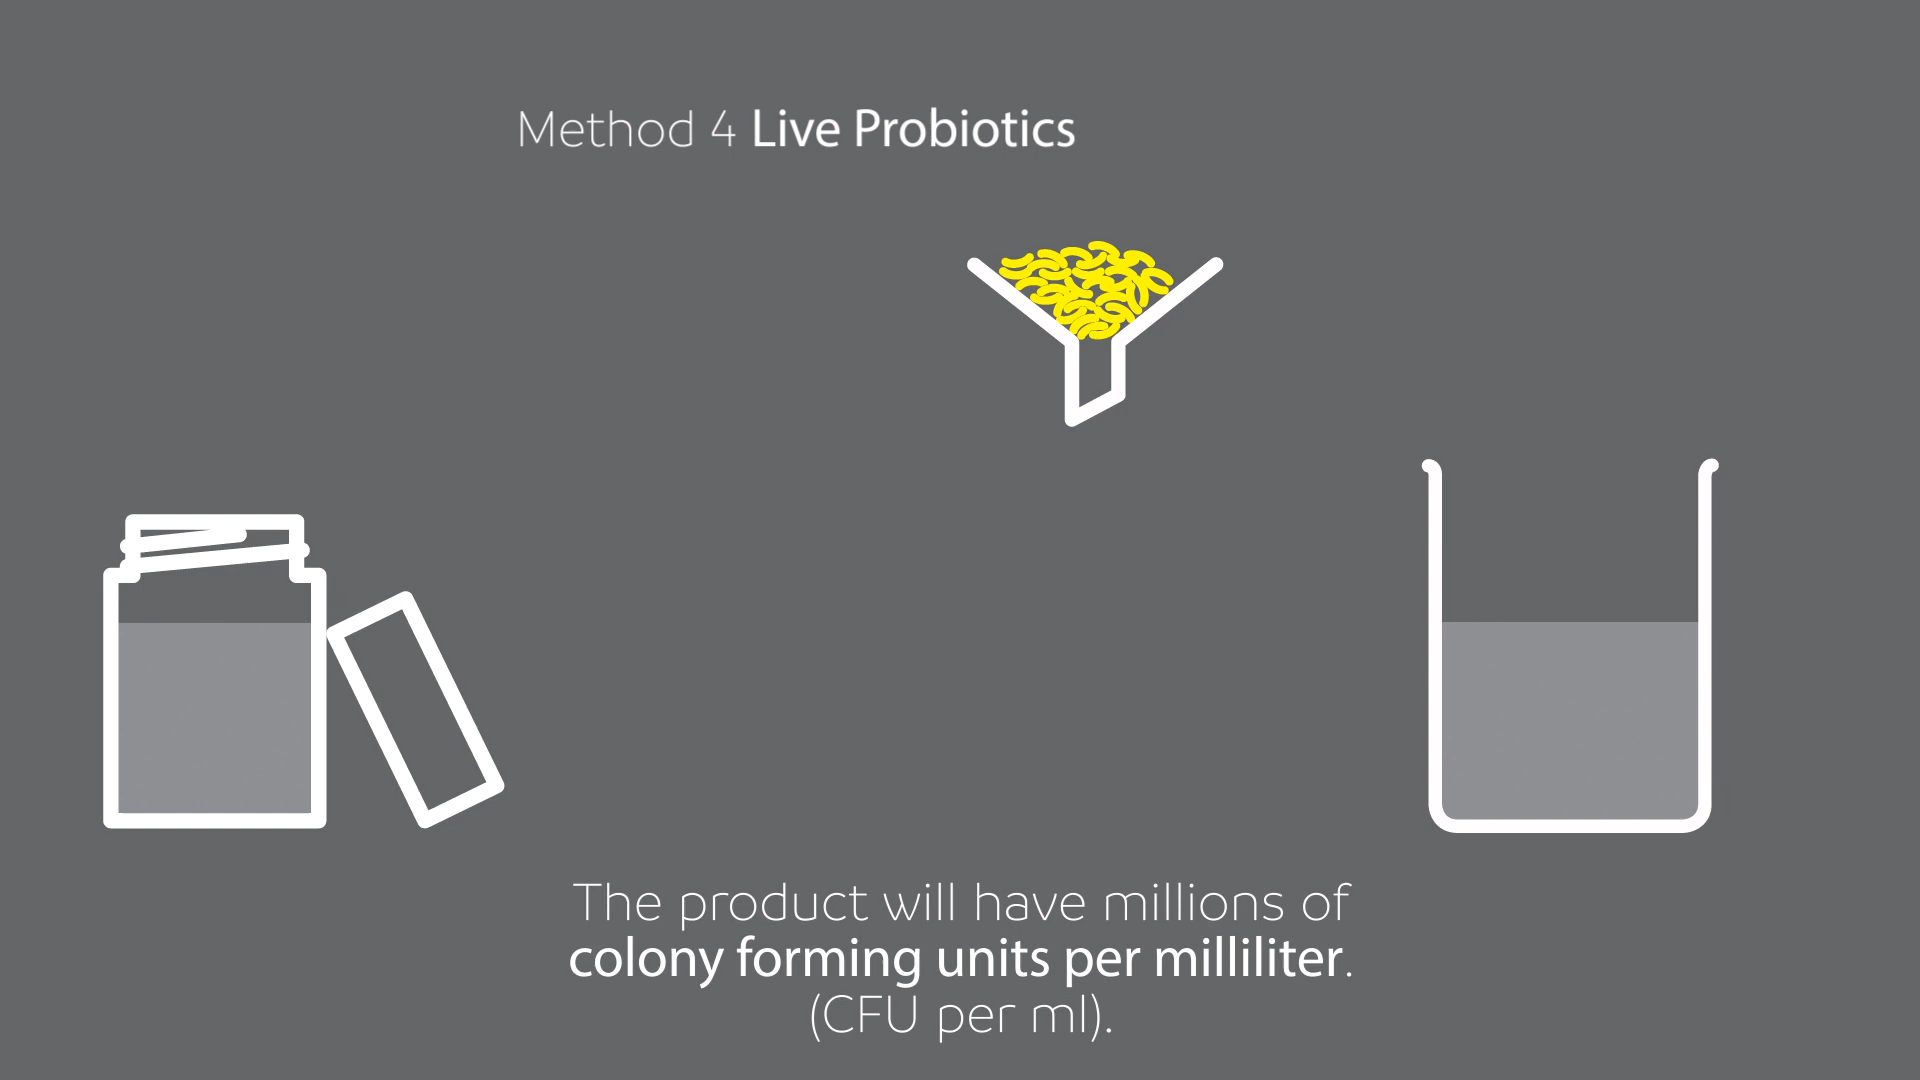 Method 4 Live Probiotics
The product will have millions of
colony forming units per milliliter.
(CFU per ml).